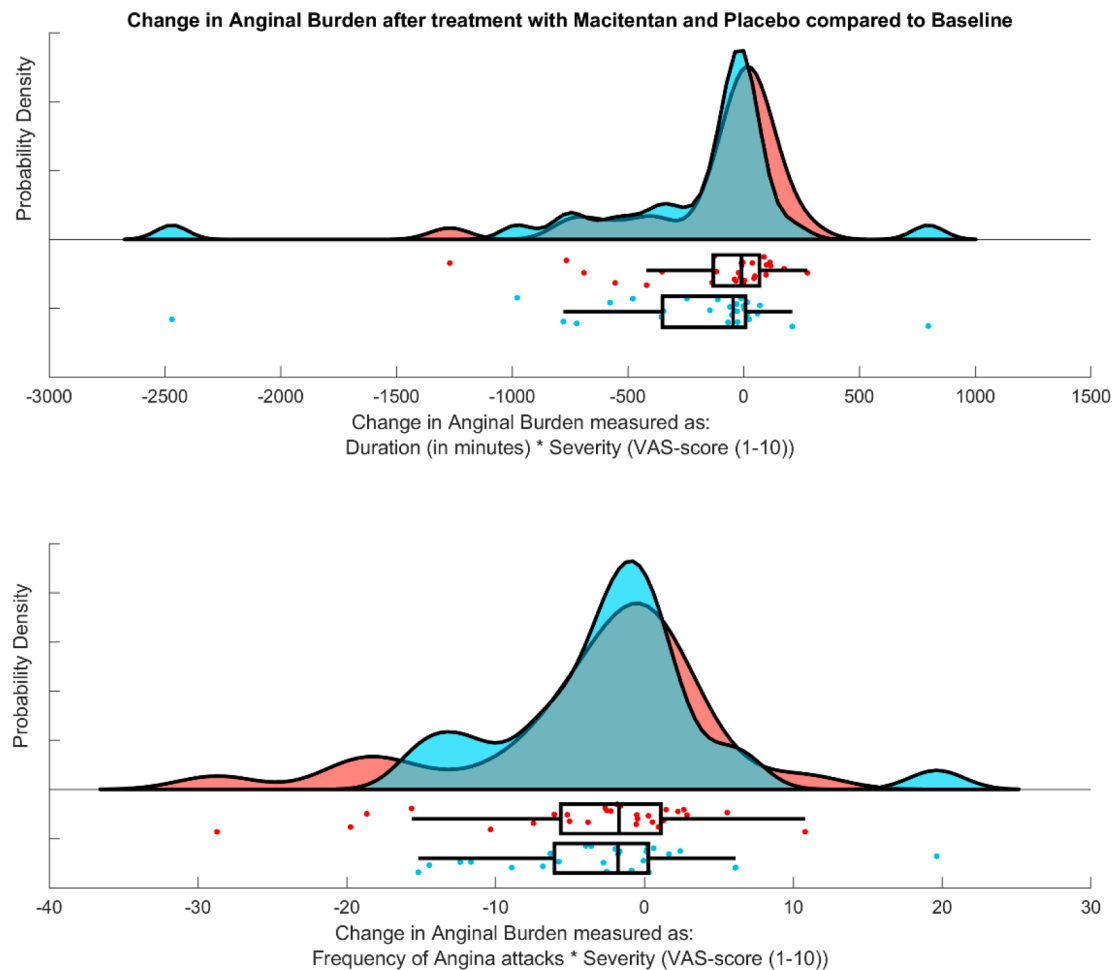 Change in Anginal Burden after treatment with Macitentan and Placebo compared to Baseline
Probability Density
-3000 -2500 -2000 -1500 -1000 -500 0 500 1000 1500
Change in Anginal Burden measured as:
Duration (in minutes) * Severity (VAS-score (1-10))
Probability Density
-40 -30 -20 -10 0 10 20 30
Change in Anginal Burden measured as:
Frequency of Angina attacks * Severity (VAS-score (1-10))